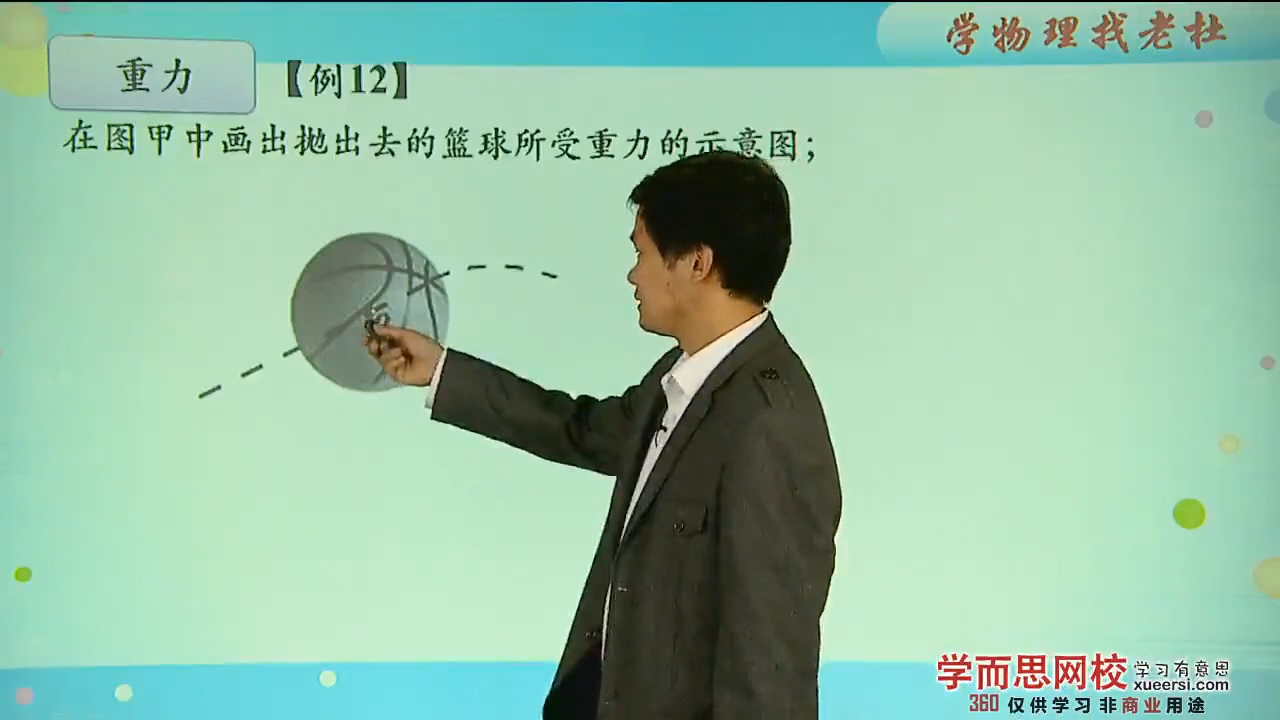 学物理找老杜
重力 【例12】
在图甲中画出抛出去的篮球所受重力的示意图；
学而思网校 学习有意思
xueersi.com
360 仅供学习 非商业用途